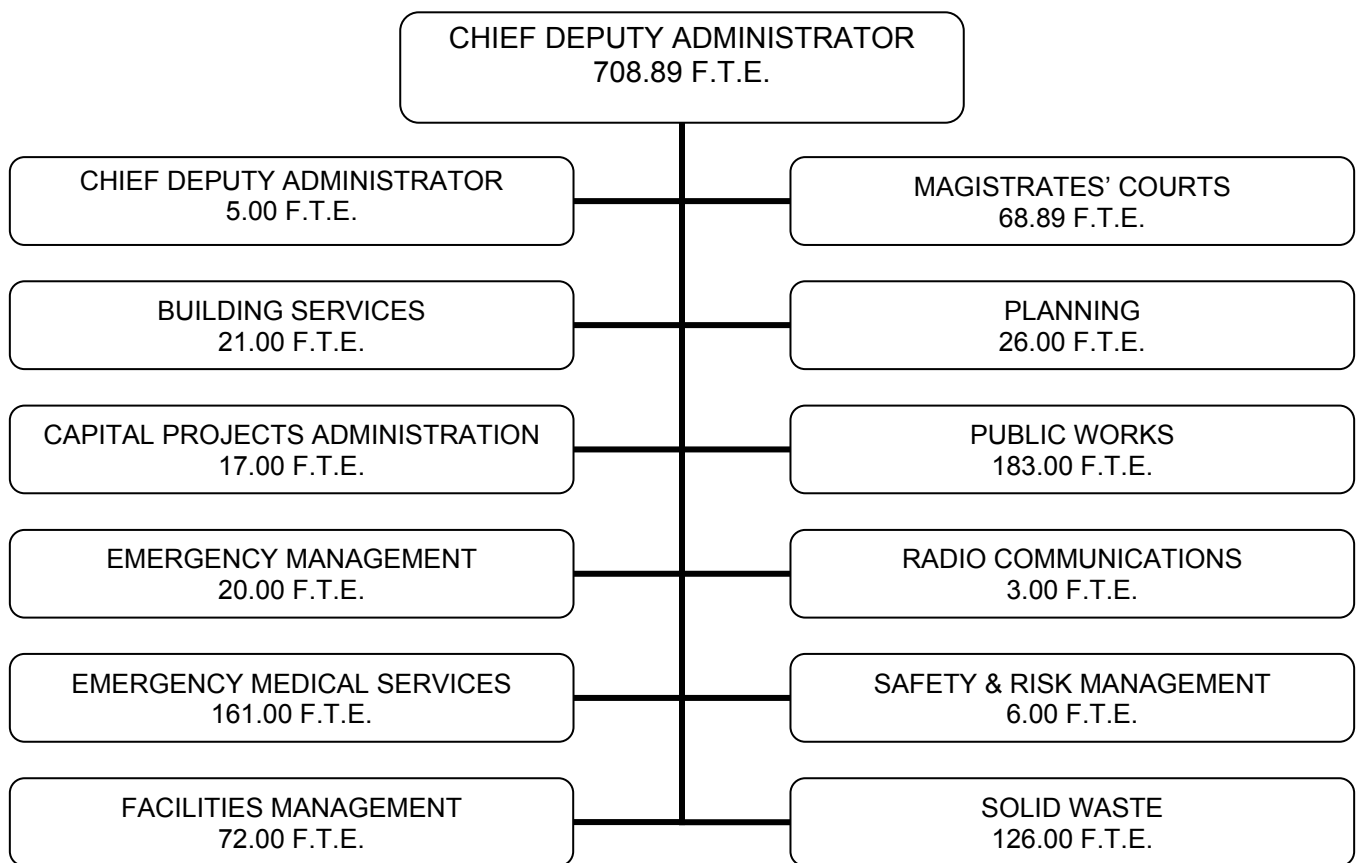 CHIEF DEPUTY ADMINISTRATOR
708.89 F.T.E.
CHIEF DEPUTY ADMINISTRATOR
5.00 F.T.E.
MAGISTRATES’ COURTS
68.89 F.T.E.
BUILDING SERVICES
21.00 F.T.E.
PLANNING
26.00 F.T.E.
CAPITAL PROJECTS ADMINISTRATION
17.00 F.T.E.
PUBLIC WORKS
183.00 F.T.E.
EMERGENCY MANAGEMENT
20.00 F.T.E.
RADIO COMMUNICATIONS
3.00 F.T.E.
EMERGENCY MEDICAL SERVICES
161.00 F.T.E.
SAFETY & RISK MANAGEMENT
6.00 F.T.E.
FACILITIES MANAGEMENT
72.00 F.T.E.
SOLID WASTE
126.00 F.T.E.